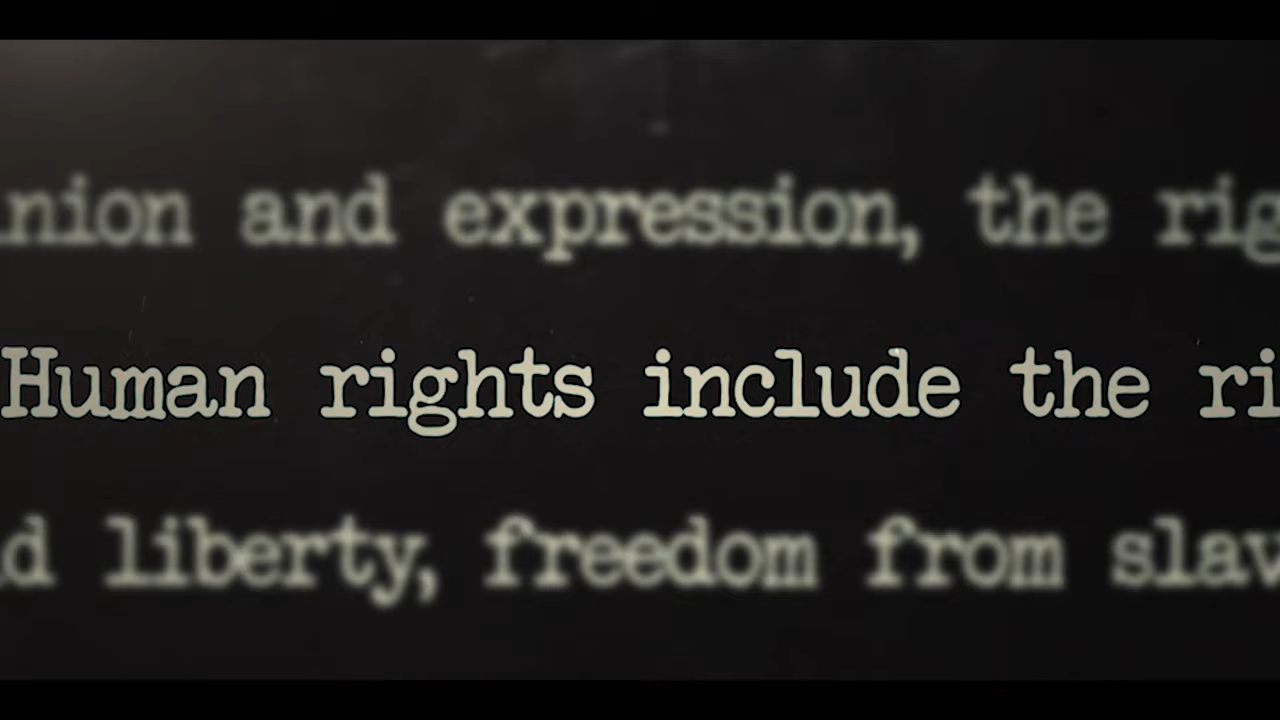 nion and expression, the rig
Human rights include the ri
d liberty, freedom from slav